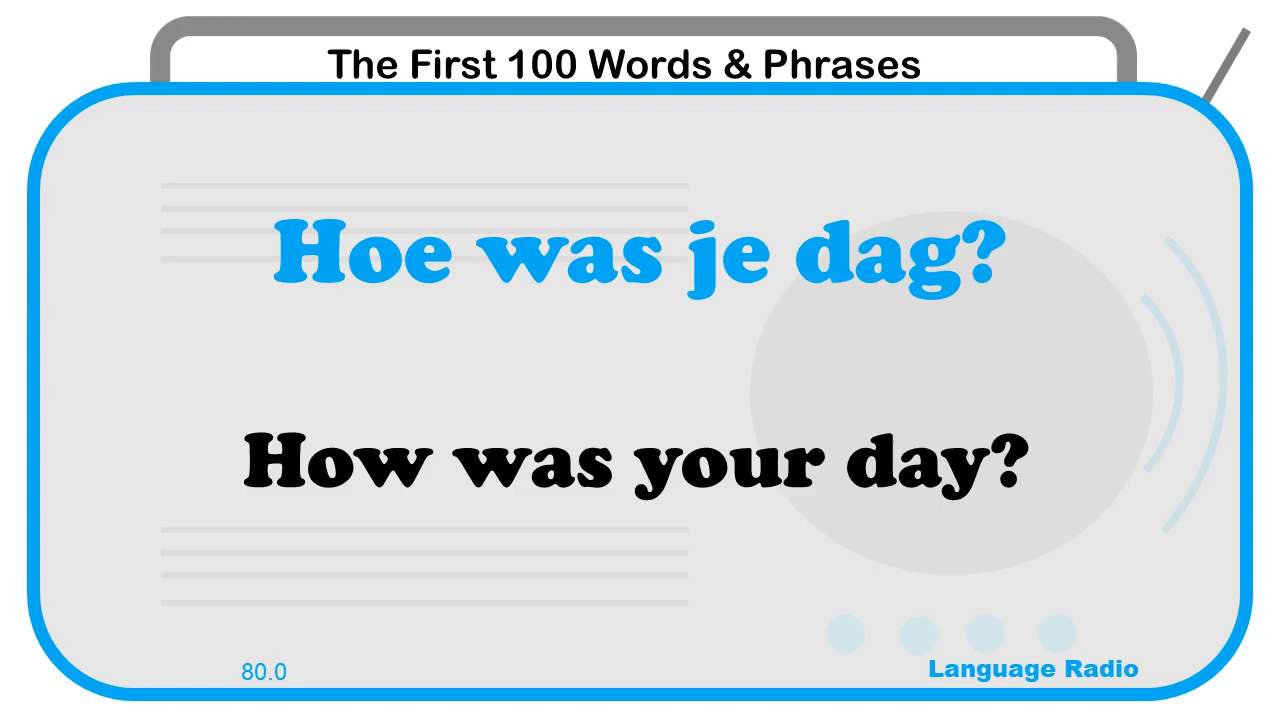 The First 100 Words & Phrases
Hoe was je dag?
How was your day?
80.0
Language Radio